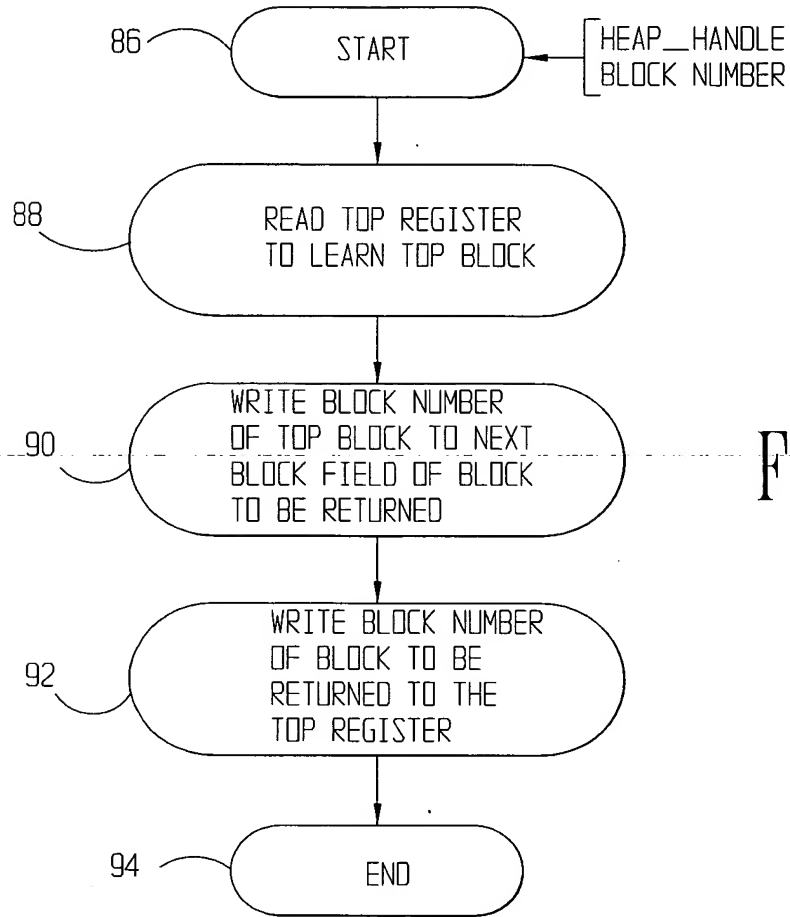 86
START
HEAP_HANDLE
BLOCK NUMBER
88
READ TOP REGISTER
TO LEARN TOP BLOCK
90
WRITE BLOCK NUMBER
OF TOP BLOCK TO NEXT
BLOCK FIELD OF BLOCK
TO BE RETURNED
F
92
WRITE BLOCK NUMBER
OF BLOCK TO BE
RETURNED TO THE
TOP REGISTER
94
END